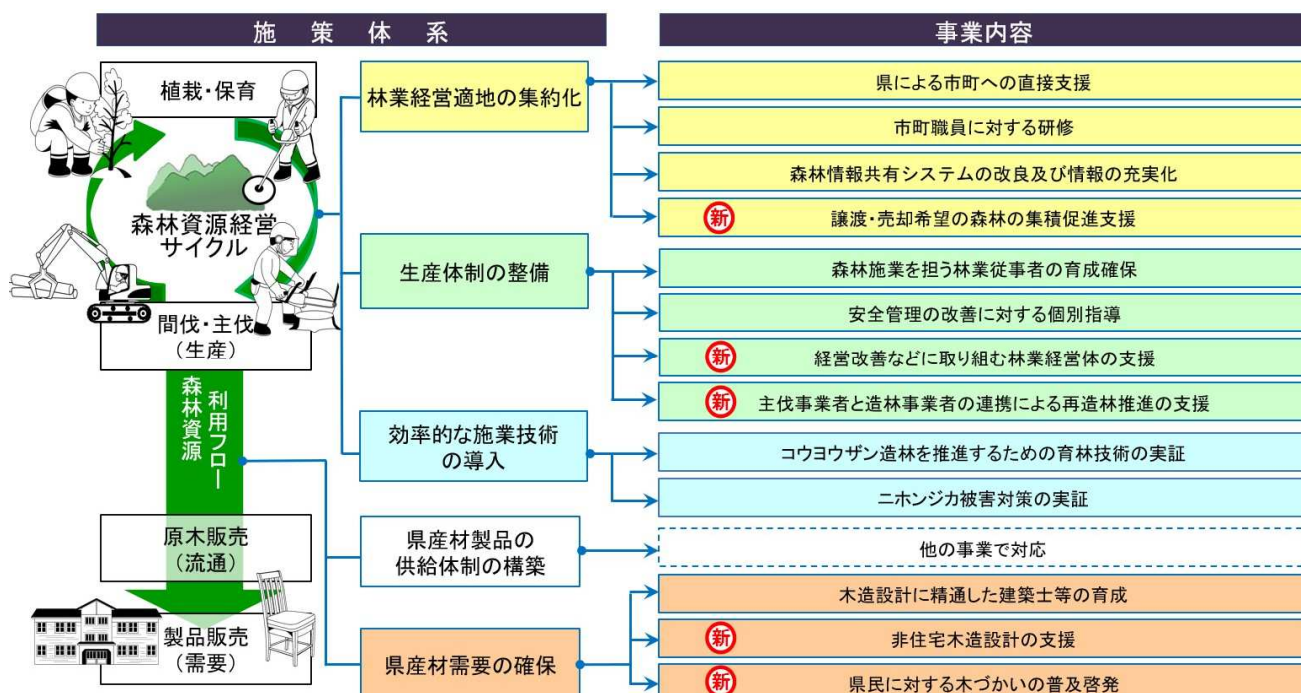 施策体系
事業内容
植栽・保育
森林資源経営
サイクル
間伐・主伐
(生産)
森林資源
利用フロー
原木販売
(流通)
製品販売
(需要)
林業経営適地の集約化
県による市町への直接支援
市町職員に対する研修
森林情報共有システムの改良及び情報の充実化
新 譲渡・売却希望の森林の集積促進支援
生産体制の整備
森林施業を担う林業従事者の育成確保
安全管理の改善に対する個別指導
新 経営改善などに取り組む林業経営体の支援
新 主伐事業者と造林事業者の連携による再造林推進の支援
効率的な施業技術
の導入
コウヨウザン造林を推進するための育林技術の実証
ニホンジカ被害対策の実証
県産材製品の
供給体制の構築
他の事業で対応
県産材需要の確保
木造設計に精通した建築士等の育成
新 非住宅木造設計の支援
新 県民に対する木づかいの普及啓発